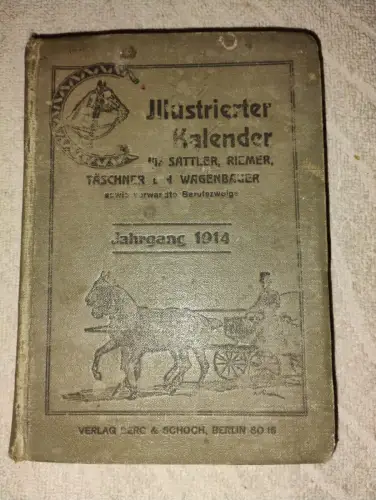 Illustrierter
Kalender
für SATTLER, RIEMER,
TÄSCHNER und WAGENBAUER
sowie verwandte Berufszweige
Jahrgang 1914
VERLAG BERG & SCHOCH, BERLIN SO 16